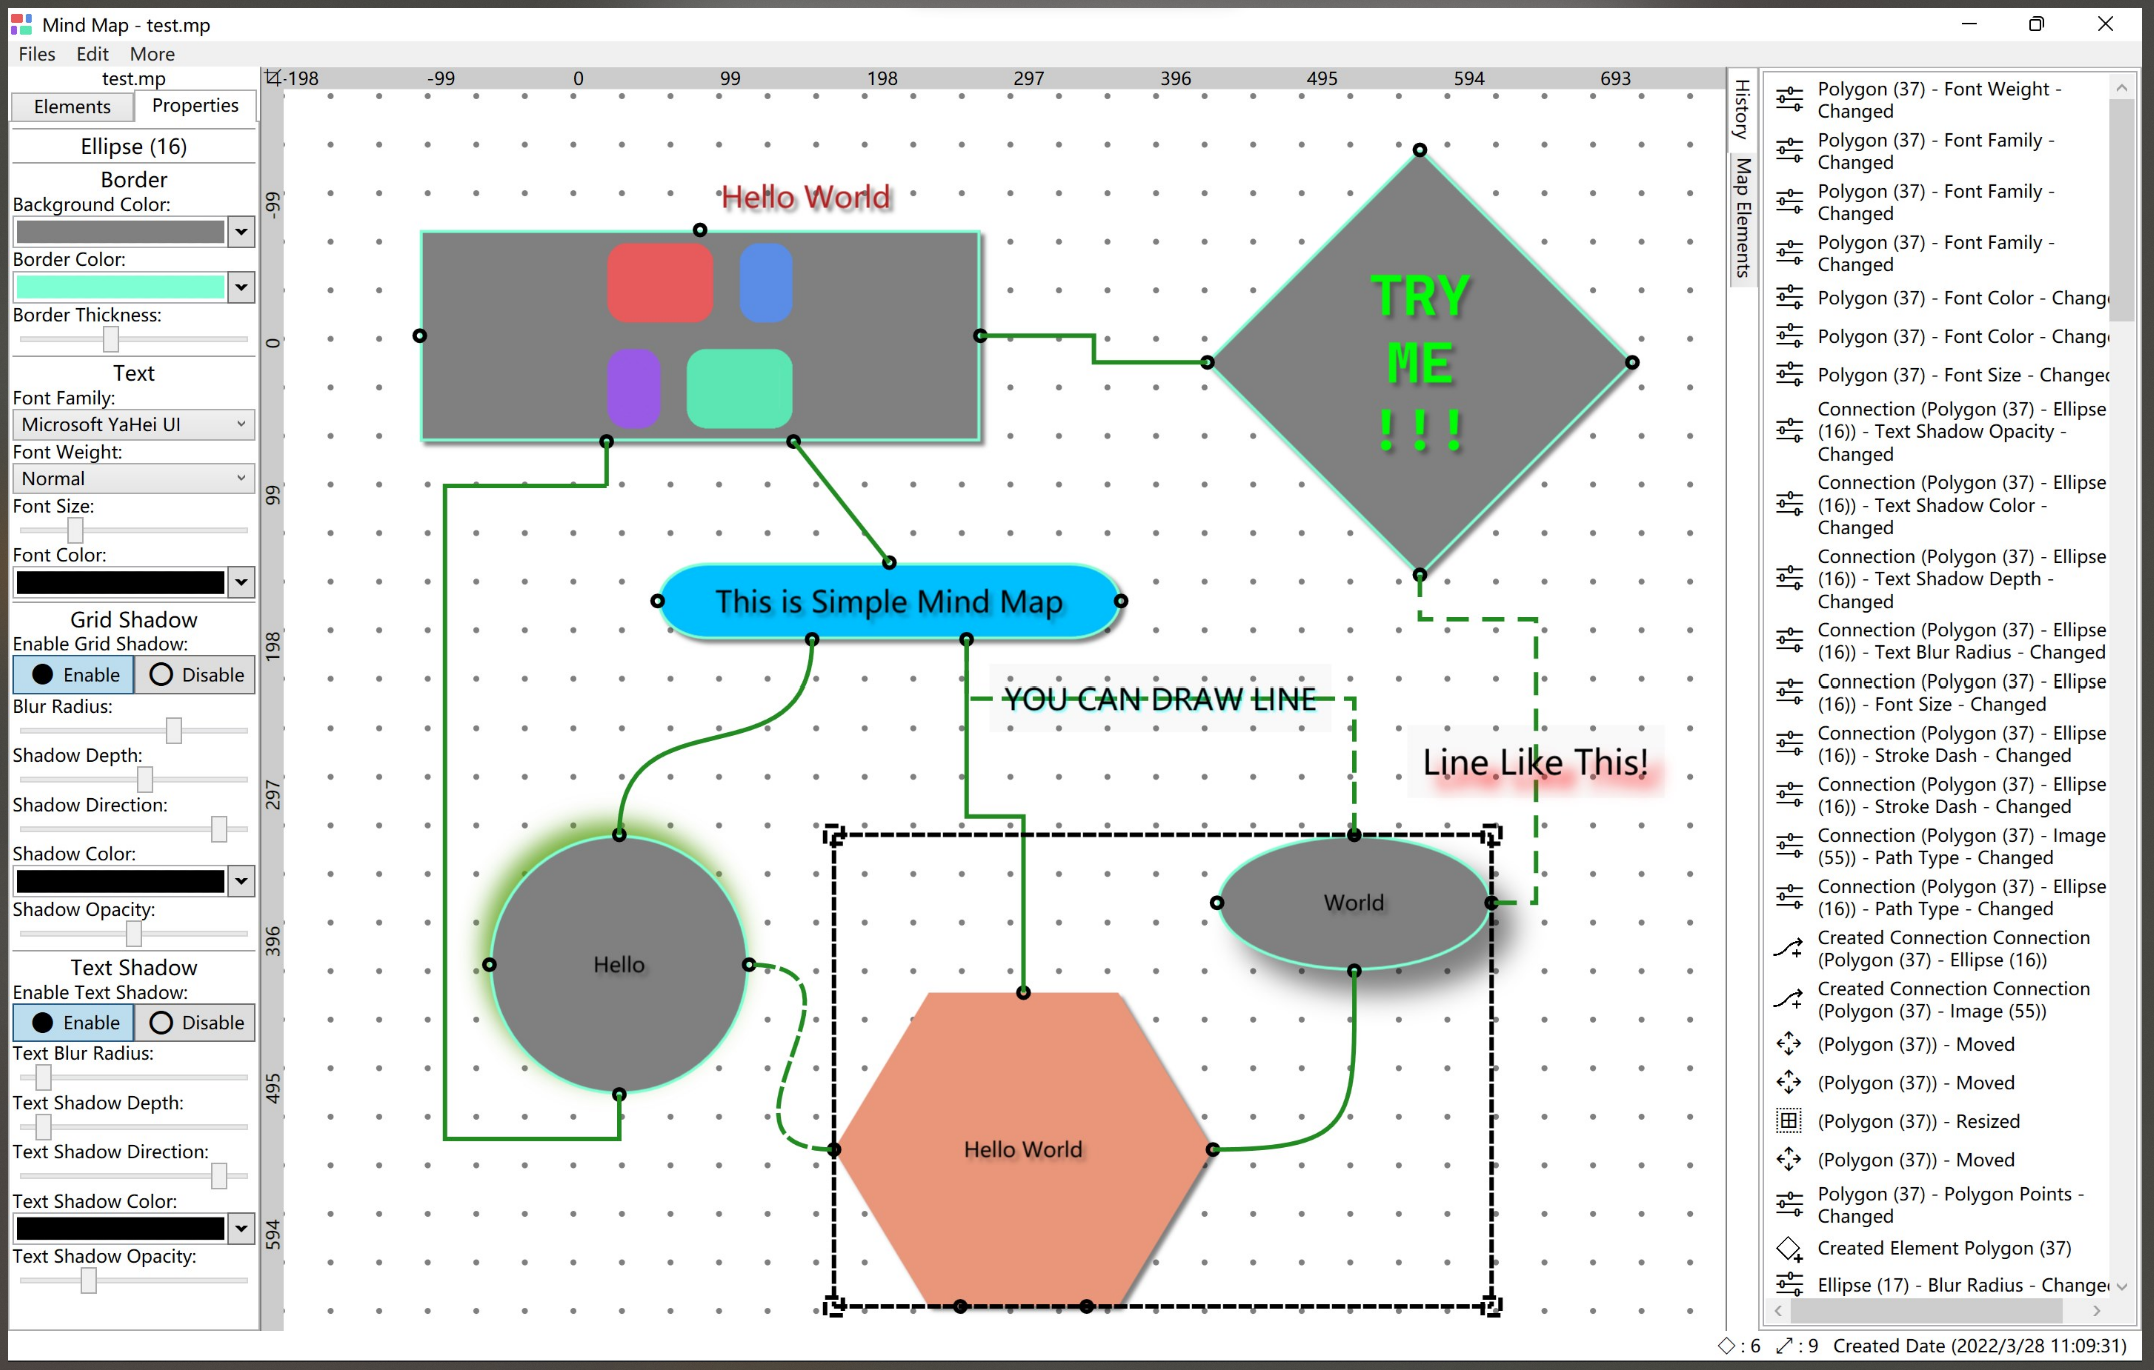 Mind Map - test.mp
Files Edit More
test.mp
Elements Properties
Ellipse (16)
Border
Background Color:
Border Color:
Border Thickness:
Text
Font Family:
Microsoft YaHei UI
Font Weight:
Normal
Font Size:
Font Color:
Grid Shadow
Enable Grid Shadow:
Enable Disable
Blur Radius:
Shadow Depth:
Shadow Direction:
Shadow Color:
Shadow Opacity:
Text Shadow
Enable Text Shadow:
Enable Disable
Text Blur Radius:
Text Shadow Depth:
Text Shadow Direction:
Text Shadow Color:
Text Shadow Opacity:
-198 -99 0 99 198 297 396 495 594 693
-99
0
99
198
297
396
495
594
Hello World
TRY
ME
!!!
This is Simple Mind Map
YOU CAN DRAW LINE
Line Like This!
Hello
World
Hello World
History
Map Elements
Polygon (37) - Font Weight -
Changed
Polygon (37) - Font Family -
Changed
Polygon (37) - Font Family -
Changed
Polygon (37) - Font Family -
Changed
Polygon (37) - Font Color - Chang
Polygon (37) - Font Color - Chang
Polygon (37) - Font Size - Changed
Connection (Polygon (37) - Ellipse
(16)) - Text Shadow Opacity -
Changed
Connection (Polygon (37) - Ellipse
(16)) - Text Shadow Color -
Changed
Connection (Polygon (37) - Ellipse
(16)) - Text Shadow Depth -
Changed
Connection (Polygon (37) - Ellipse
(16)) - Text Blur Radius - Changed
Connection (Polygon (37) - Ellipse
(16)) - Font Size - Changed
Connection (Polygon (37) - Ellipse
(16)) - Stroke Dash - Changed
Connection (Polygon (37) - Ellipse
(16)) - Stroke Dash - Changed
Connection (Polygon (37) - Image
(55)) - Path Type - Changed
Connection (Polygon (37) - Ellipse
(16)) - Path Type - Changed
Created Connection Connection
(Polygon (37) - Ellipse (16))
Created Connection Connection
(Polygon (37) - Image (55))
(Polygon (37)) - Moved
(Polygon (37)) - Moved
(Polygon (37)) - Resized
(Polygon (37)) - Moved
Polygon (37) - Polygon Points -
Changed
Created Element Polygon (37)
Ellipse (17) - Blur Radius - Change
: 6 : 9 Created Date (2022/3/28 11:09:31)